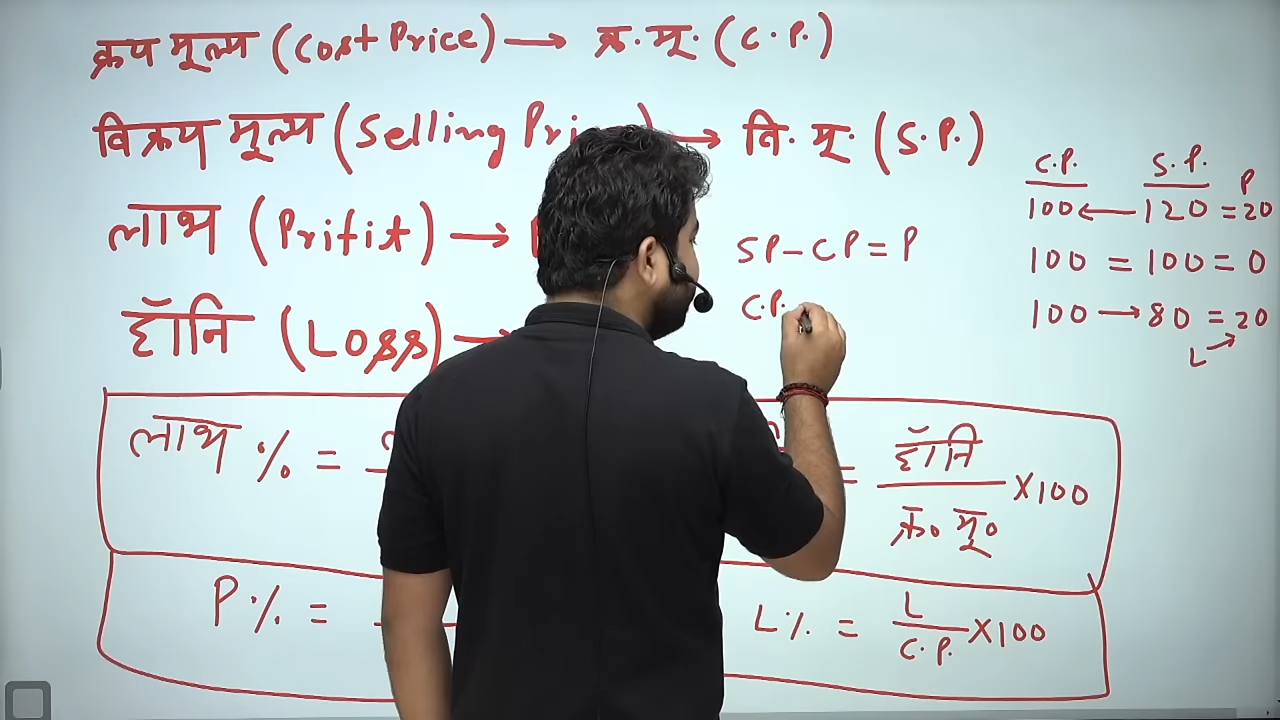 क्रय मूल्य (Cost Price) → क्र. मू. (C.P.)
विक्रय मूल्य (Selling Pri → वि. मू. (S.P.)
लाभ (Prifit) →
SP - CP = P
C.P.
हॉनि (Loss) →
C.P. S.P. P
100 ← 120 = 20
100 = 100 = 0
100 → 80 = 20
L
लाभ % =
= हॉनि / क्र० मू० X100
P% =
L% = L / C.P. X100